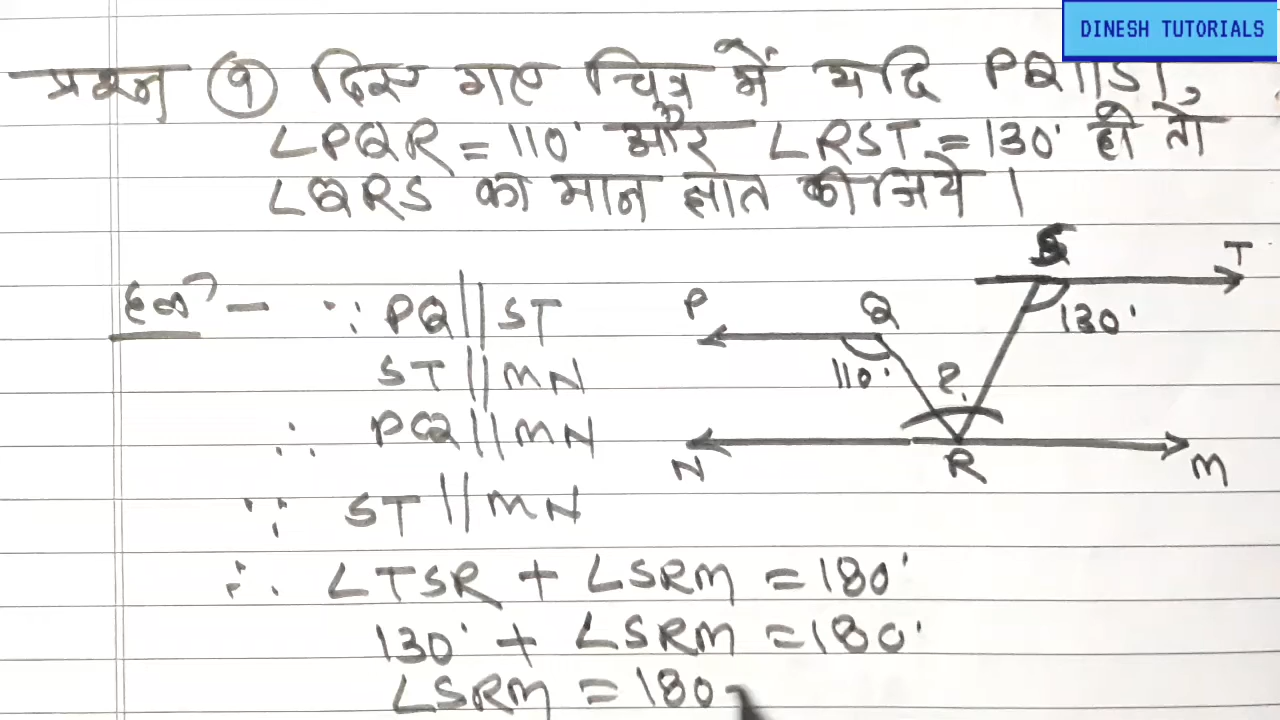 DINESH TUTORIALS
प्रश्न ① दिए गए चित्र में यदि PQ||ST,
∠PQR = 110° और ∠RST = 130° हो तो
∠QRS का मान ज्ञात कीजिये ।
हल - ∵ PQ || ST
ST || MN
∴ PQ || MN
∵ ST || MN
∴ ∠TSR + ∠SRM = 180°
130° + ∠SRM = 180°
∠SRM = 180 -
S T
P Q 130°
110° ?
N R M